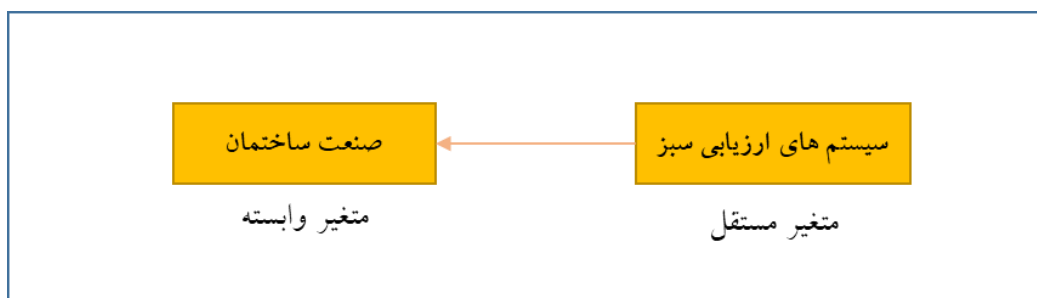 سیستم های ارزیابی سبز
صنعت ساختمان
متغیر مستقل
متغیر وابسته